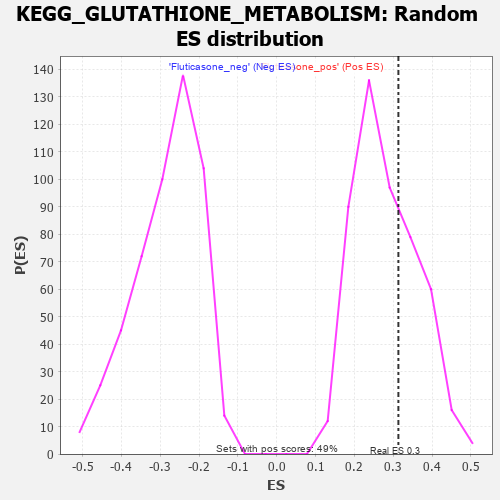 KEGG_GLUTATHIONE_METABOLISM: Random
ES distribution
'Fluticasone_neg' (Neg ES)
one_pos' (Pos ES)
140
130
120
110
100
90
80
70
60
50
40
30
20
10
0
P(ES)
Sets with pos scores: 49%
Real ES 0.3
-0.5 -0.4 -0.3 -0.2 -0.1 0.0 0.1 0.2 0.3 0.4 0.5
ES